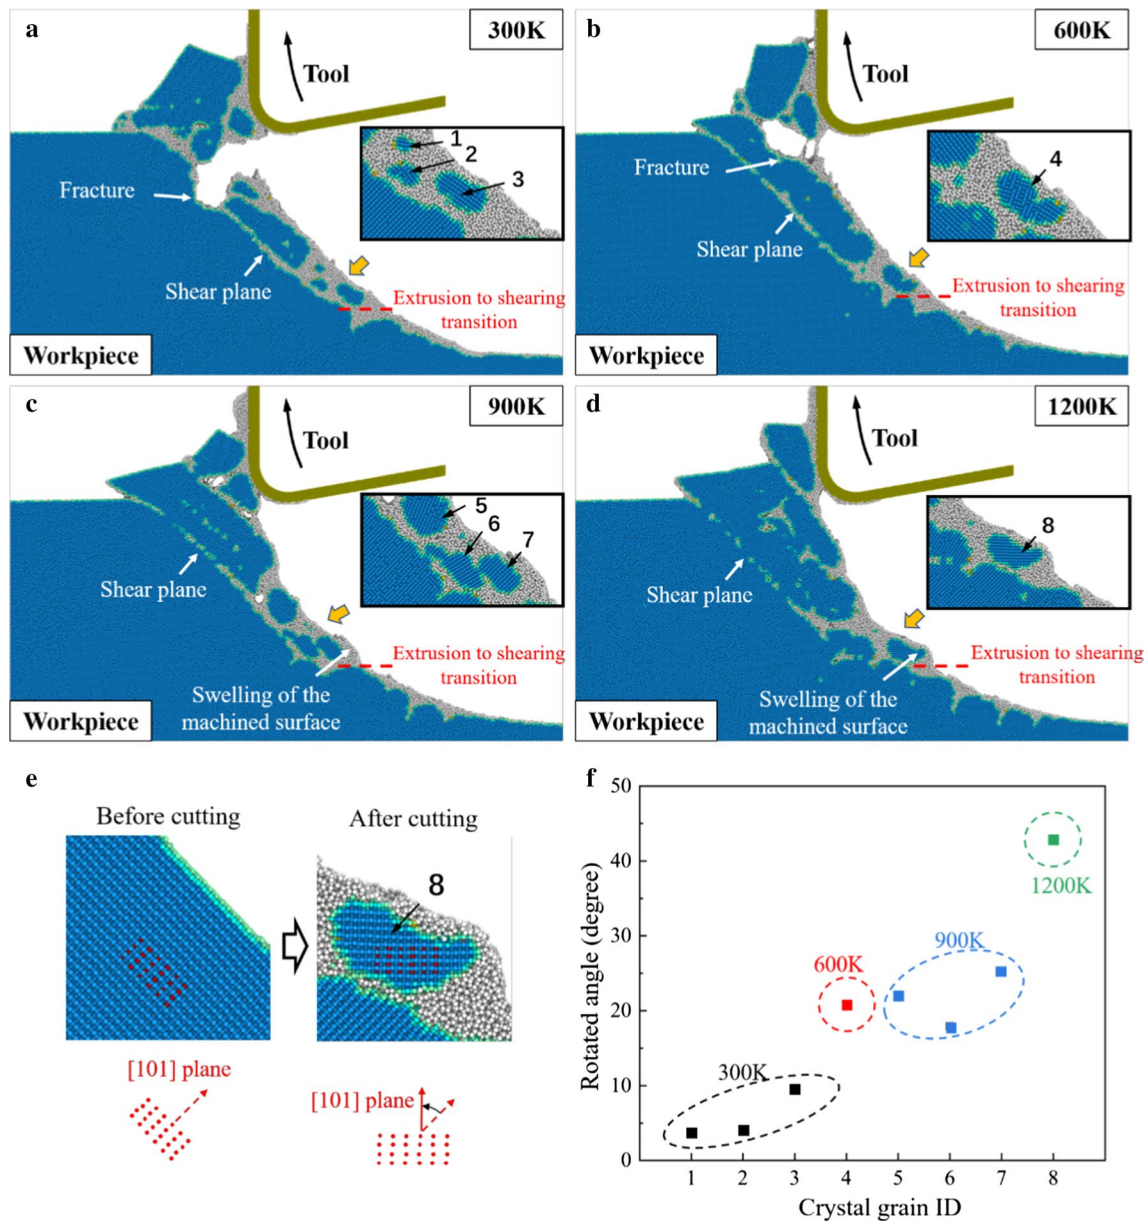 a
300K
Tool
1
2
3
Fracture
Shear plane
Extrusion to shearing
transition
Workpiece
b
600K
Tool
4
Fracture
Shear plane
Extrusion to shearing
transition
Workpiece
c
900K
Tool
5
6
7
Shear plane
Extrusion to shearing
transition
Swelling of the
machined surface
Workpiece
d
1200K
Tool
8
Shear plane
Extrusion to shearing
transition
Swelling of the
machined surface
Workpiece
e
Before cutting
After cutting
8
[101] plane
[101] plane
f
50
40
30
20
10
0
Rotated angle (degree)
300K
600K
900K
1200K
1 2 3 4 5 6 7 8
Crystal grain ID